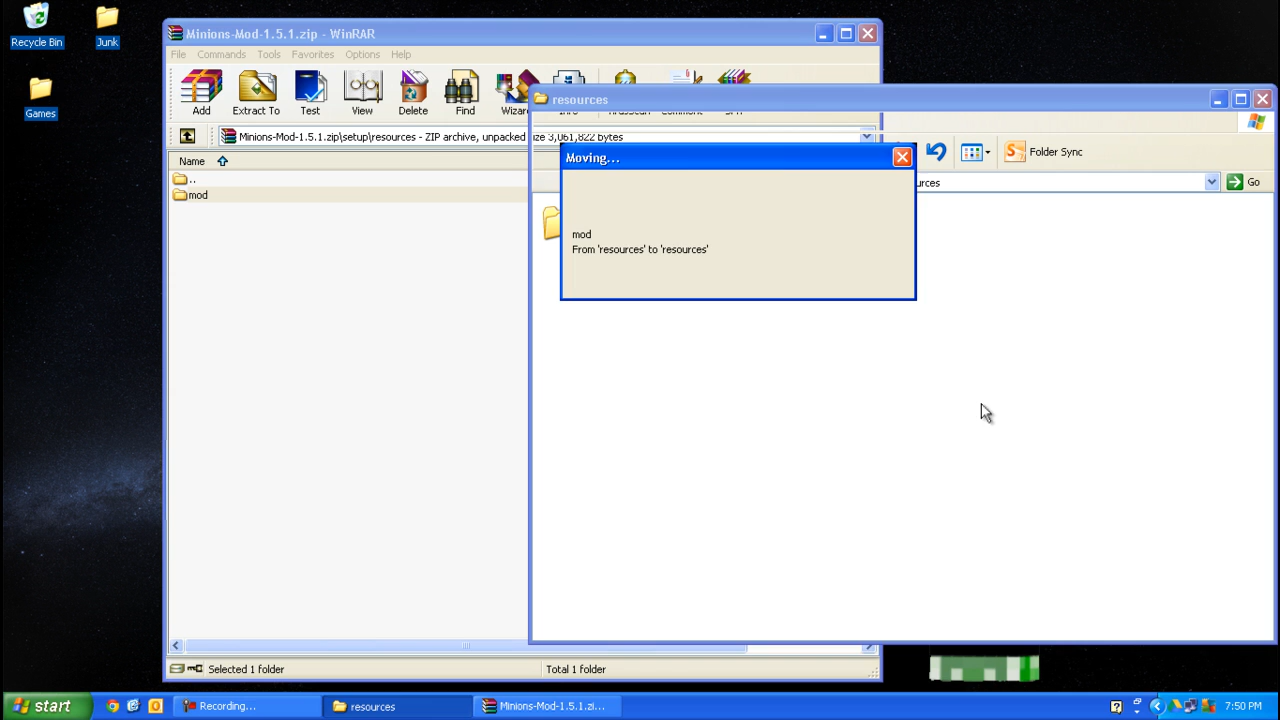 Recycle Bin
Junk
Games
Minions-Mod-1.5.1.zip - WinRAR
File Commands Tools Favorites Options Help
Add Extract To Test View Delete Find
Minions-Mod-1.5.1.zip\setup\resources - ZIP archive, unpacked size 3,061,822 bytes
Name
..
mod
Selected 1 folder
Total 1 folder
resources
Folder Sync
Go
Moving...
mod
From 'resources' to 'resources'
start
Recording...
resources
Minions-Mod-1.5.1.zi...
7:50 PM